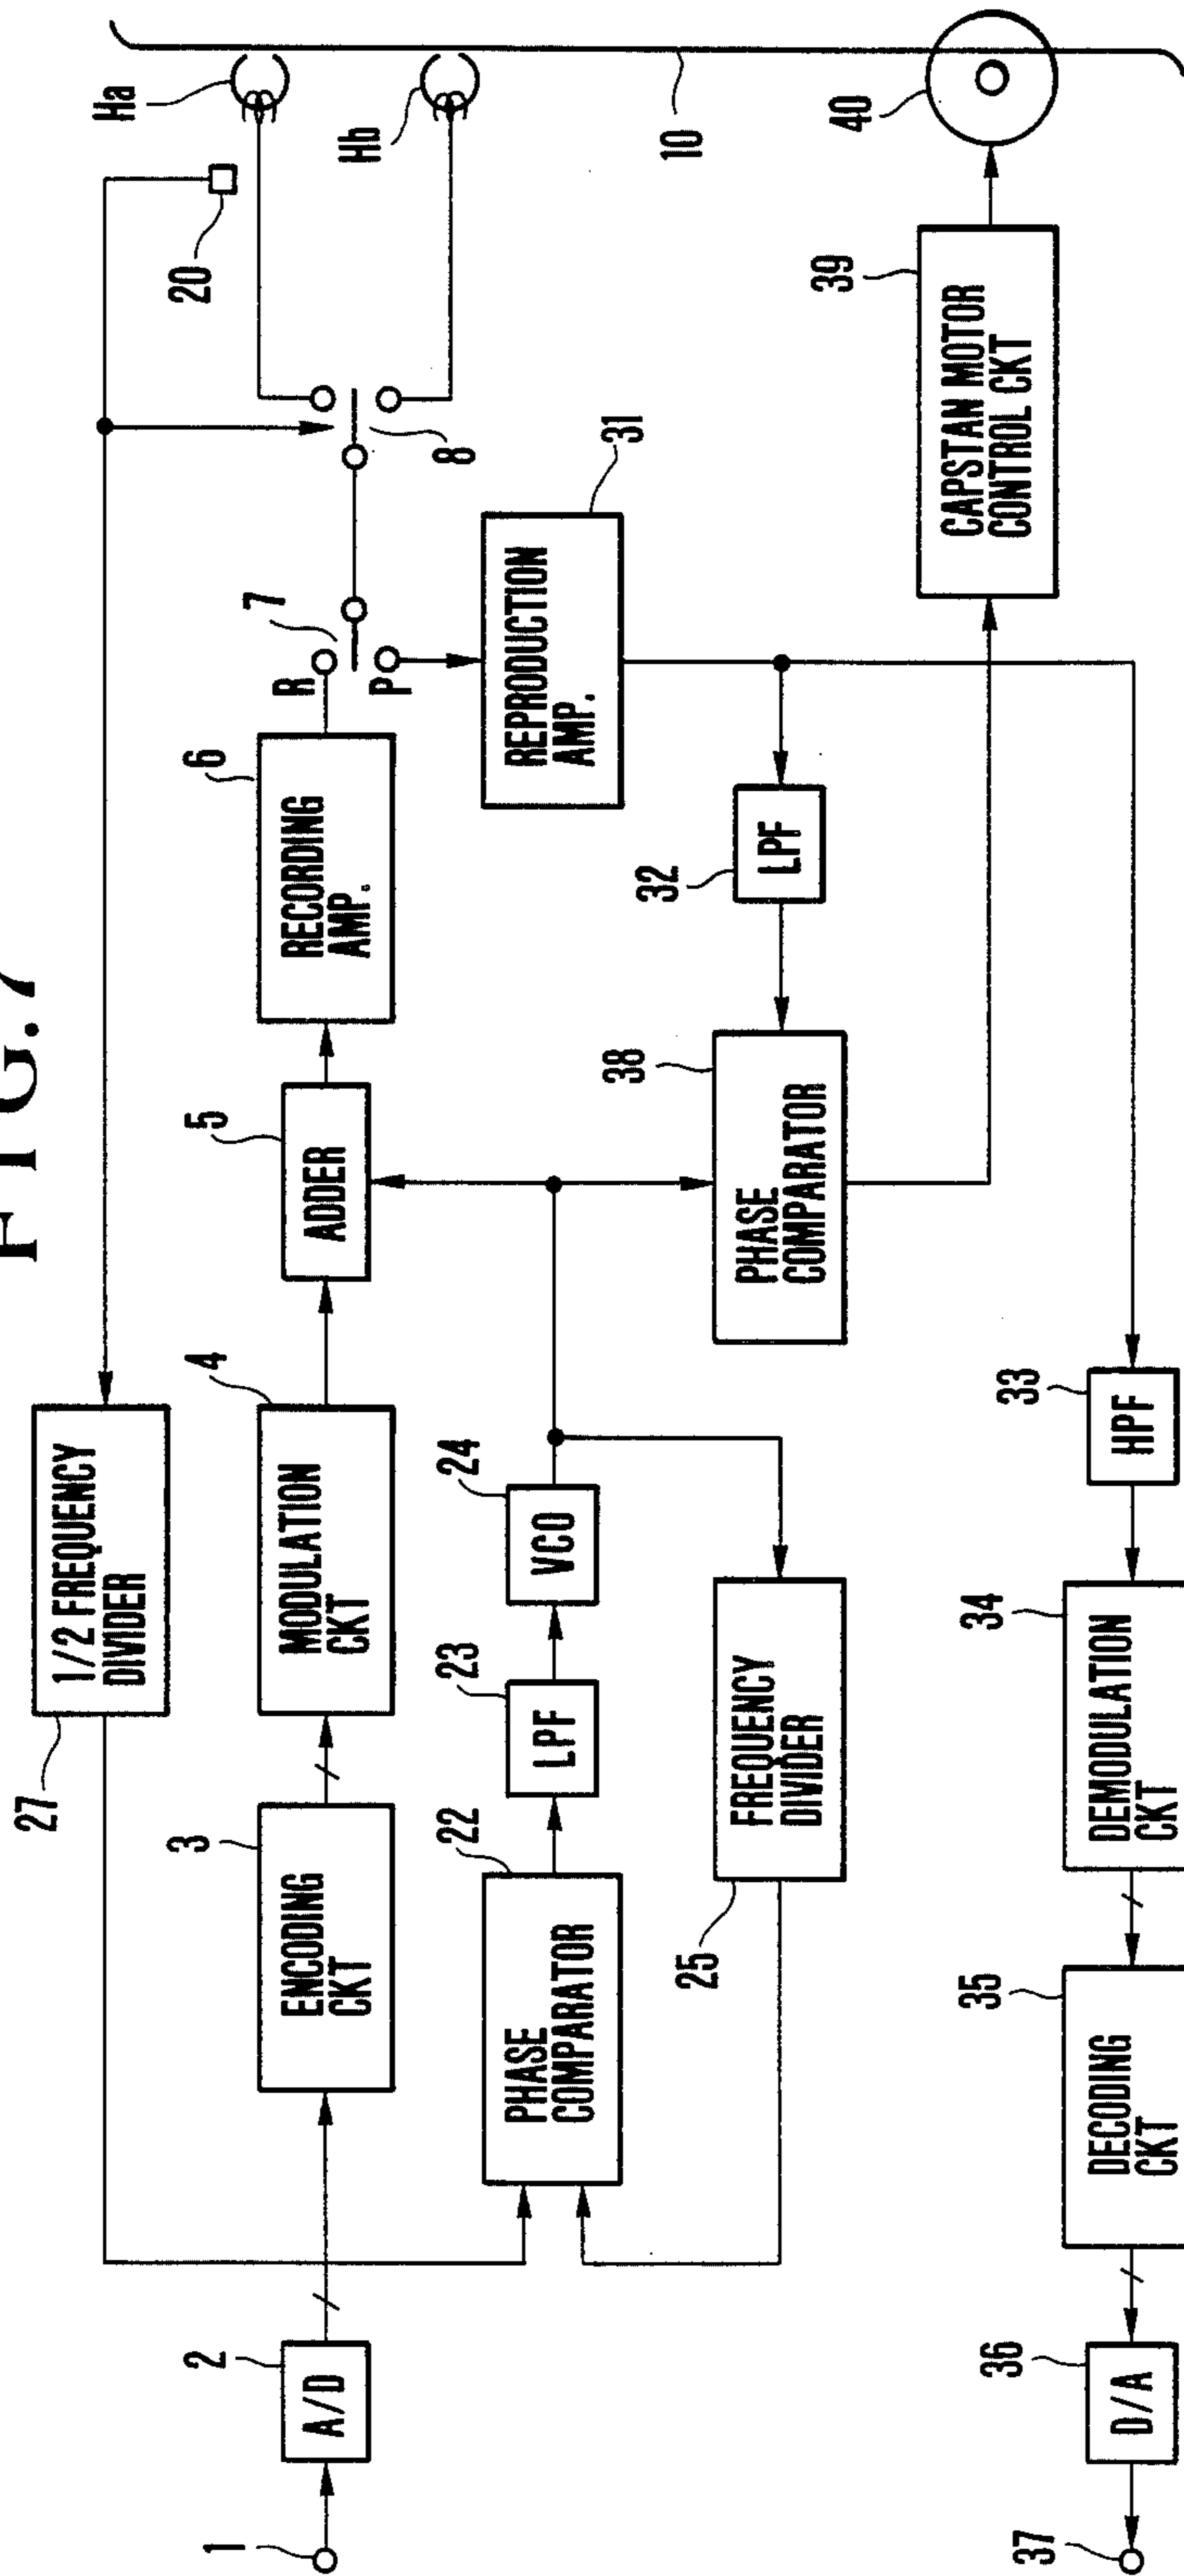 FIG.7
27
1/2 FREQUENCY
DIVIDER
20
Ha
Hb
1
2
A/D
3
ENCODING
CKT
4
MODULATION
CKT
5
ADDER
6
RECORDING
AMP.
R
P
7
8
10
22
PHASE
COMPARATOR
23
LPF
24
VCO
25
FREQUENCY
DIVIDER
31
REPRODUCTION
AMP.
32
LPF
38
PHASE
COMPARATOR
39
CAPSTAN MOTOR
CONTROL CKT
40
33
HPF
34
DEMODULATION
CKT
35
DECODING
CKT
36
D/A
37